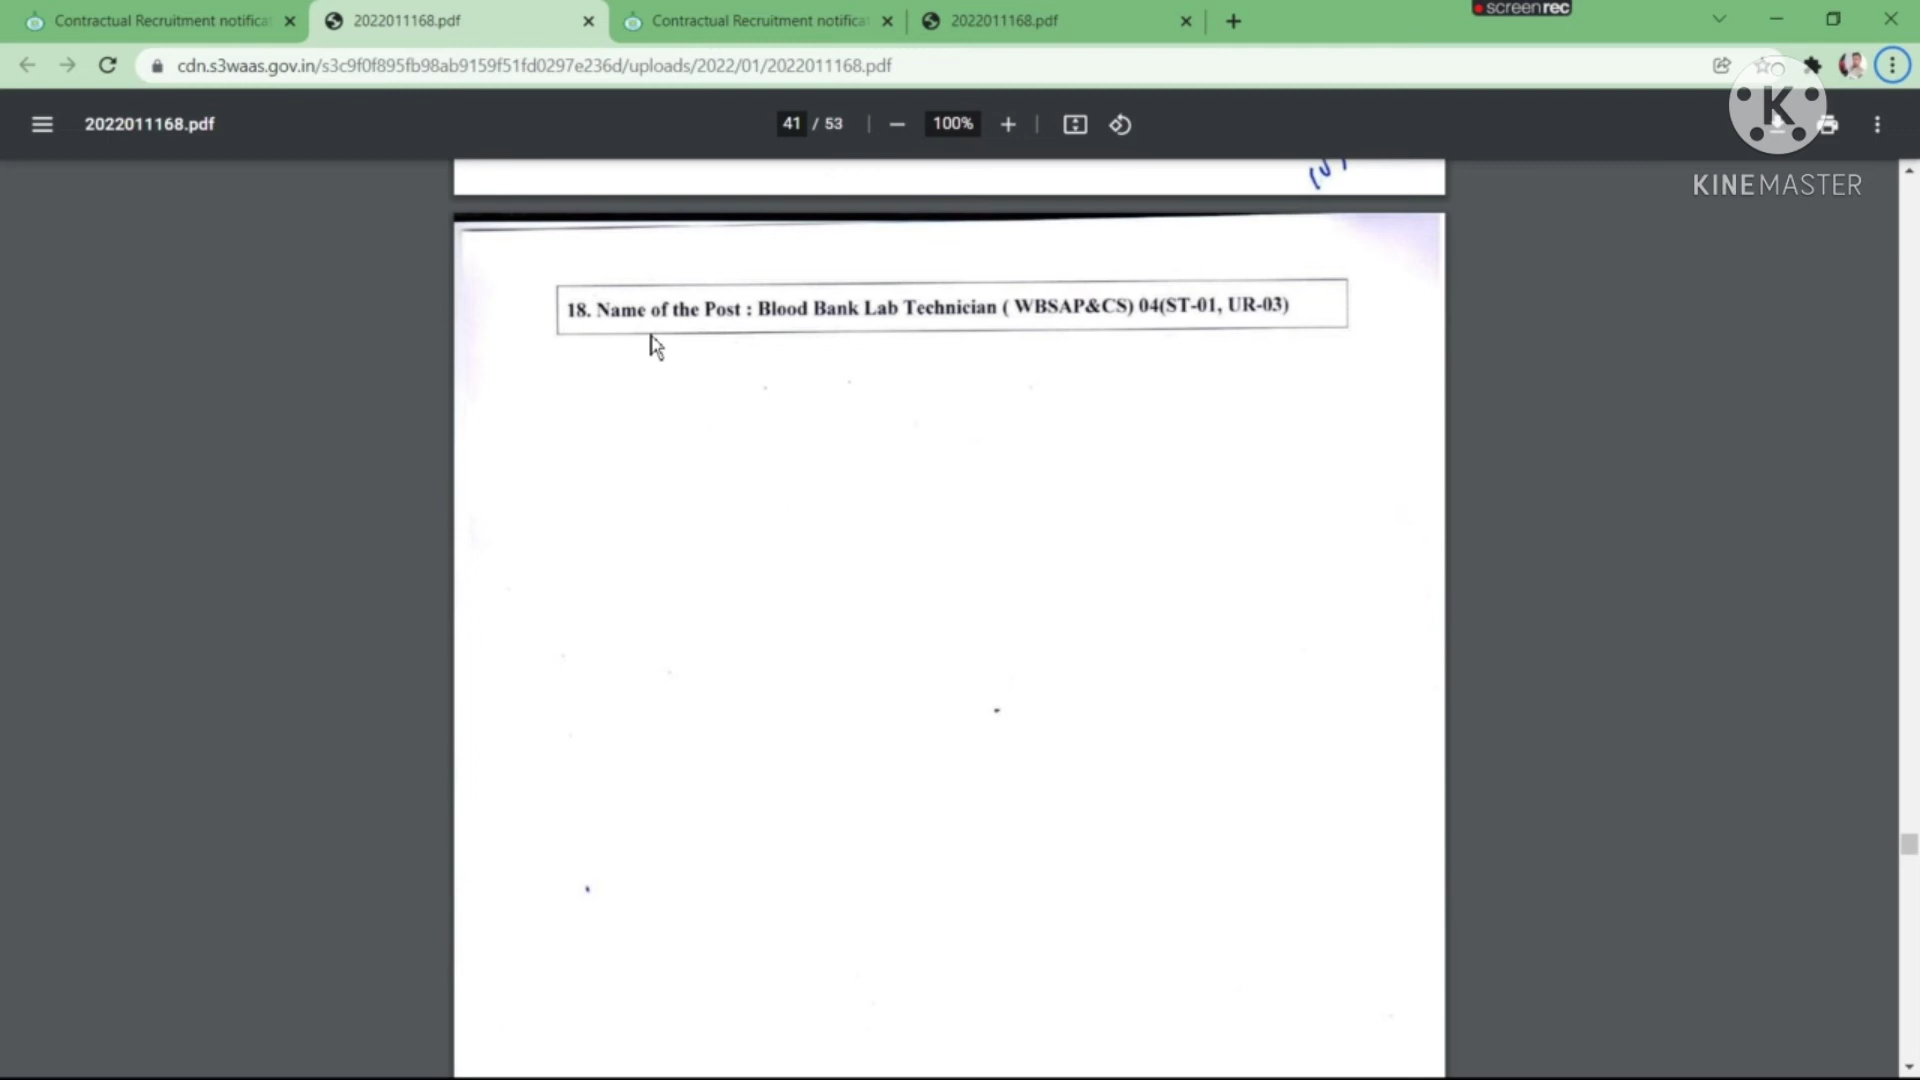 screenrec
Contractual Recruitment notificat
2022011168.pdf
Contractual Recruitment notificat
2022011168.pdf
cdn.s3waas.gov.in/s3c9f0f895fb98ab9159f51fd0297e236d/uploads/2022/01/2022011168.pdf
2022011168.pdf
41 / 53
100%
K
KINEMASTER
18. Name of the Post : Blood Bank Lab Technician ( WBSAP&CS) 04(ST-01, UR-03)